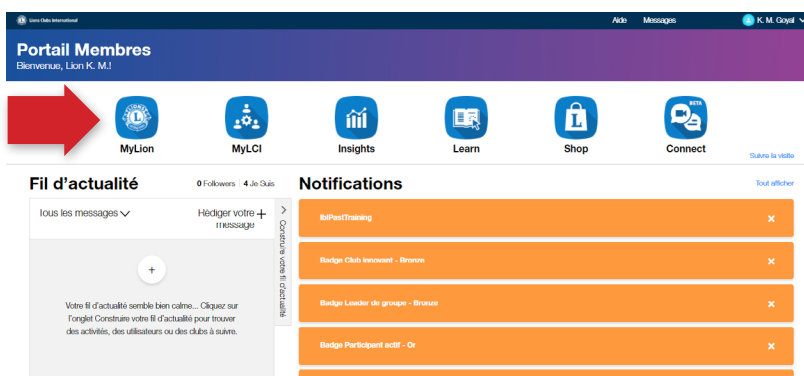 Lions Clubs International
Aide Messages K. M. Goyal
Portail Membres
Bienvenue, Lion K. M.!
MyLion MyLCI Insights Learn Shop Connect
BETA
Suivre la visite
Fil d'actualité 0 Followers 4 Je Suis Notifications Tout afficher
Tous les messages Rédiger votre
message
Construire votre fil d'actualité
lblPastTraining
Badge Club innovant - Bronze
Votre fil d'actualité semble bien calme... Cliquez sur
l'onglet Construire votre fil d'actualité pour trouver
des activités, des utilisateurs ou des clubs à suivre.
Badge Leader de groupe - Bronze
Badge Participant actif - Or